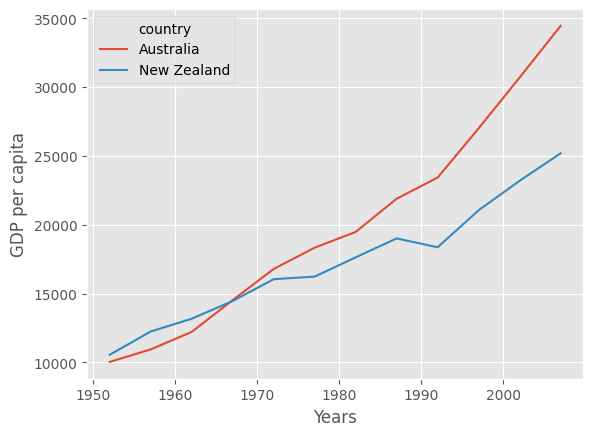 country
Australia
New Zealand
GDP per capita
35000
30000
25000
20000
15000
10000
1950 1960 1970 1980 1990 2000
Years